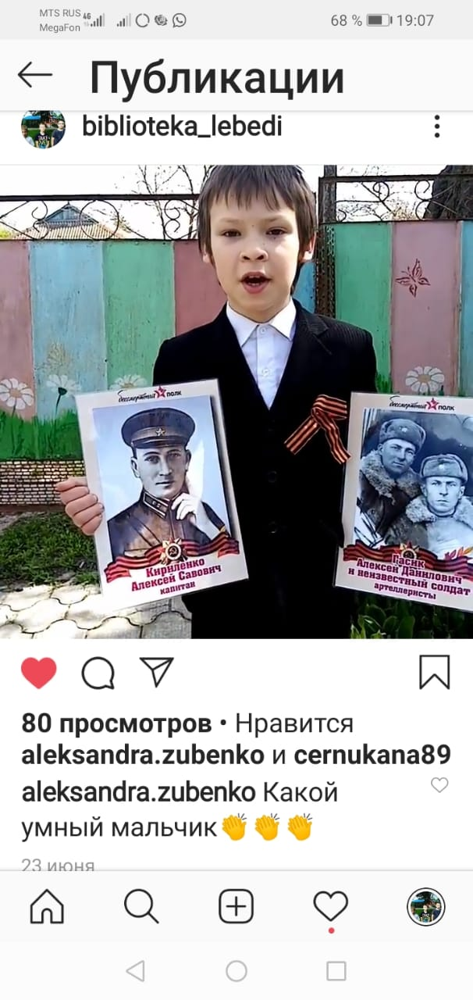 MTS RUS 4G
MegaFon
68 % 19:07
Публикации
biblioteka_lebedi
бессмертный полк
бессмертный полк
Кириленко
Алексей Савович
капитан
Гасик
Алексей Данилович
и неизвестный солдат
артеллеристы
80 просмотров • Нравится
aleksandra.zubenko и cernukana89
aleksandra.zubenko Какой
умный мальчик👏👏👏
23 июня